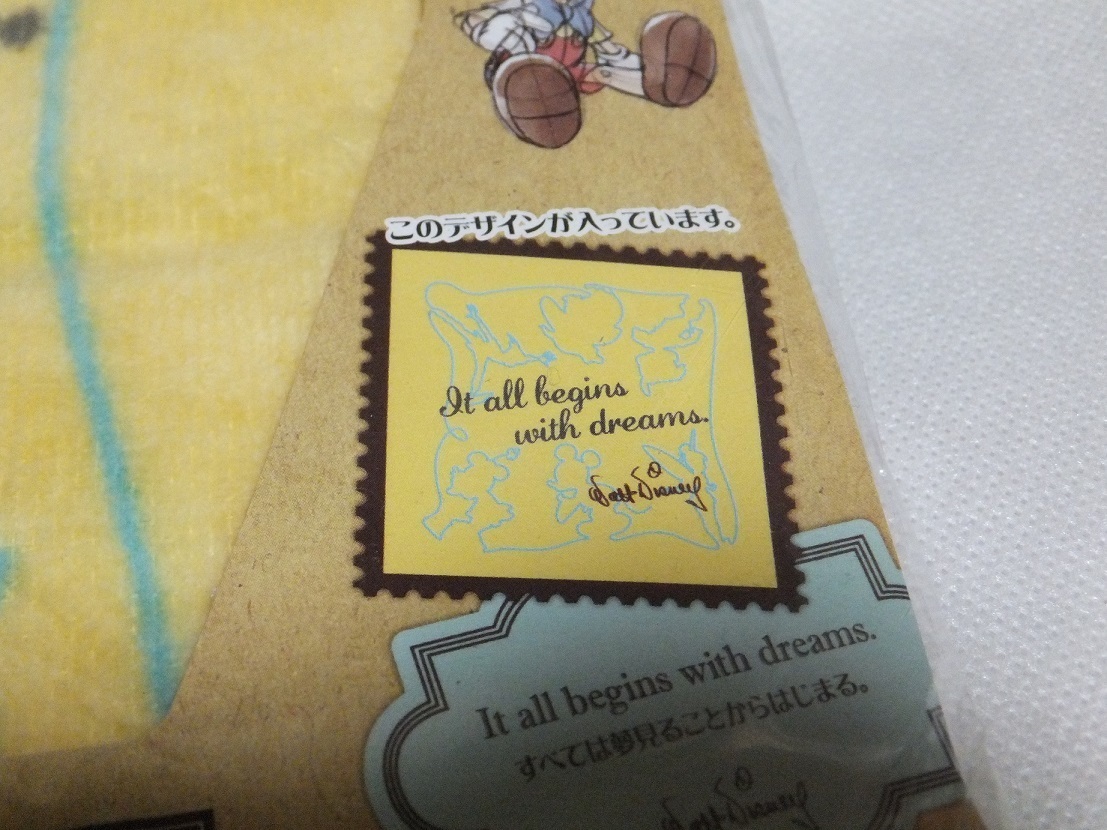 このデザインが入っています。
It all begins
with dreams.
Walt Disney
It all begins with dreams.
すべては夢見ることからはじまる。
Walt Disney